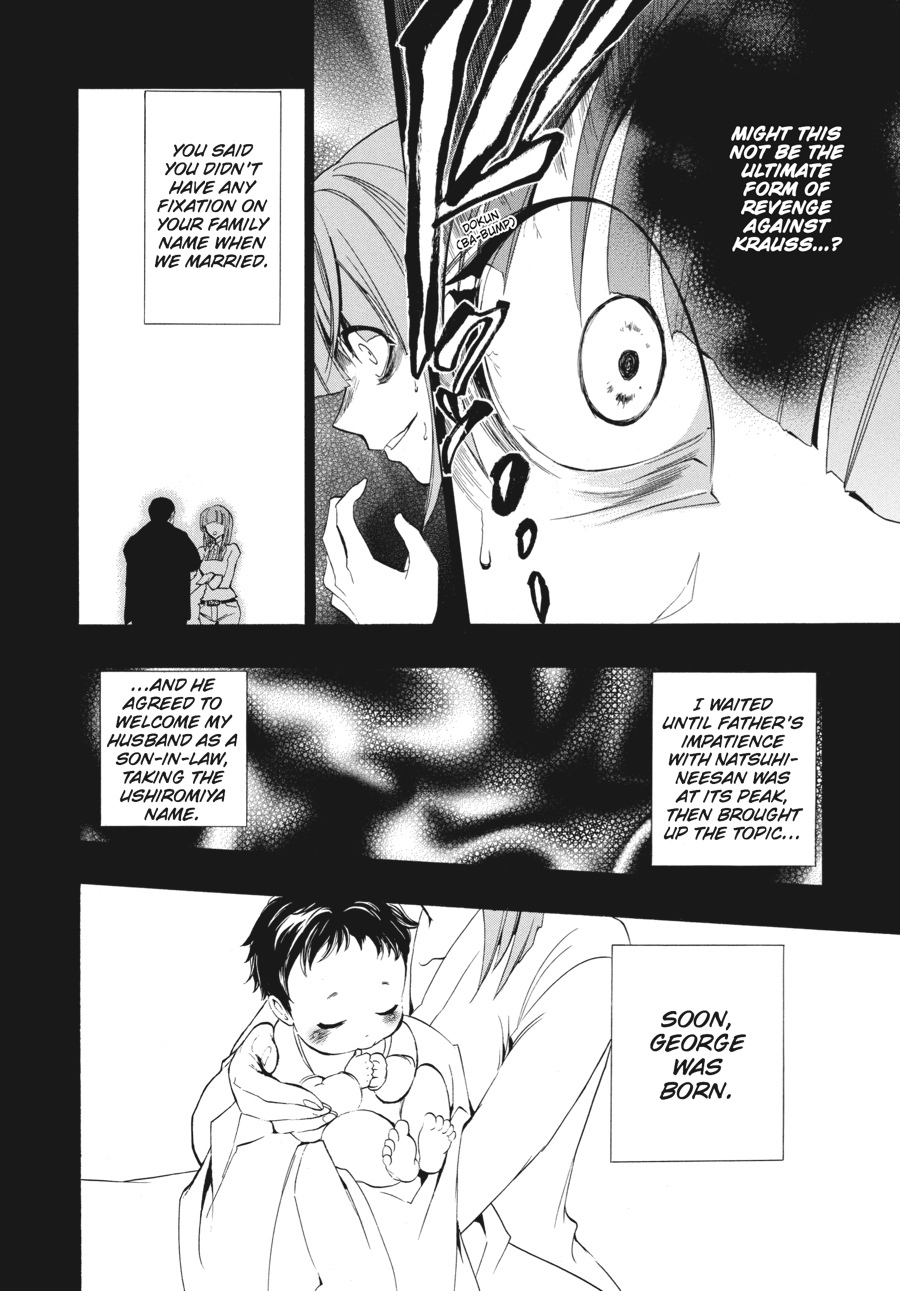 MIGHT THIS
NOT BE THE
ULTIMATE
FORM OF
REVENGE
AGAINST
KRAUSS...?
ドクン
DOKUN
(BA-BUMP)
YOU SAID
YOU DIDN'T
HAVE ANY
FIXATION ON
YOUR FAMILY
NAME WHEN
WE MARRIED.
I WAITED
UNTIL FATHER'S
IMPATIENCE
WITH NATSUHI-
NEESAN WAS
AT ITS PEAK,
THEN BROUGHT
UP THE TOPIC...
...AND HE
AGREED TO
WELCOME MY
HUSBAND AS A
SON-IN-LAW,
TAKING THE
USHIROMIYA
NAME.
SOON,
GEORGE
WAS
BORN.